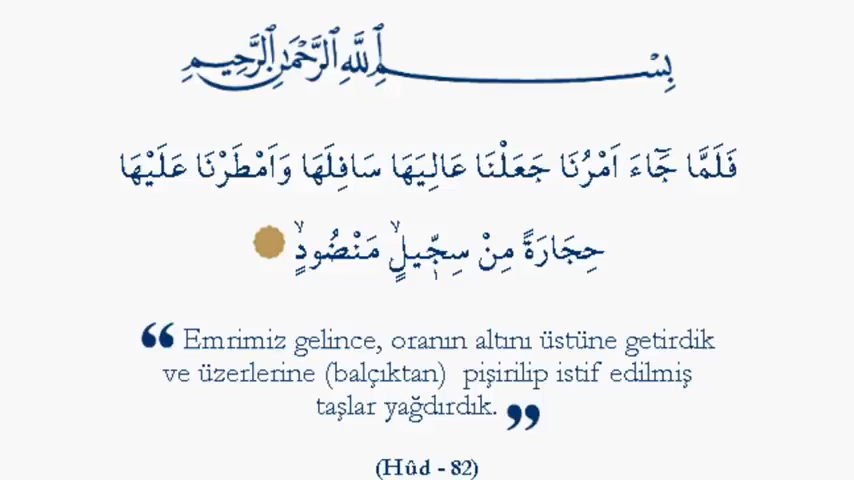 بِسْمِ اللَّهِ الرَّحْمٰنِ الرَّحِيمِ
فَلَمَّا جَٓاءَ اَمْرُنَا جَعَلْنَا عَالِيَهَا سَافِلَهَا وَاَمْطَرْنَا عَلَيْهَا
حِجَارَةً مِنْ سِجّ۪يلٍۙ مَنْضُودٍۙ
“ Emrimiz gelince, oranın altını üstüne getirdik
ve üzerlerine (balçıktan) pişirilip istif edilmiş
taşlar yağdırdık. ”
(Hûd - 82)